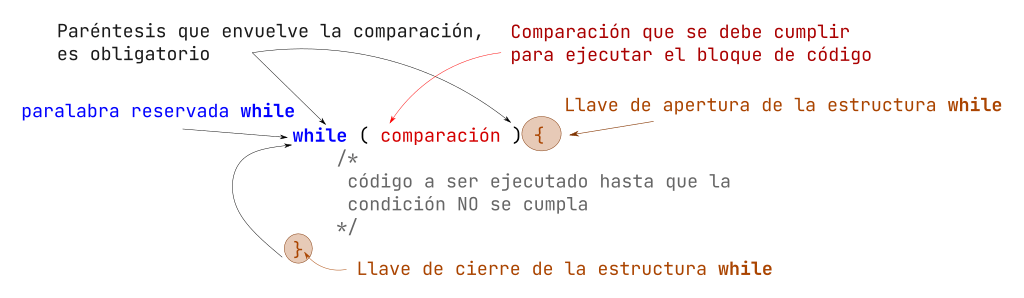 Paréntesis que envuelve la comparación,
es obligatorio
Comparación que se debe cumplir
para ejecutar el bloque de código
paralabra reservada while
Llave de apertura de la estructura while
while ( comparación ) {
/*
código a ser ejecutado hasta que la
condición NO se cumpla
*/
}
Llave de cierre de la estructura while